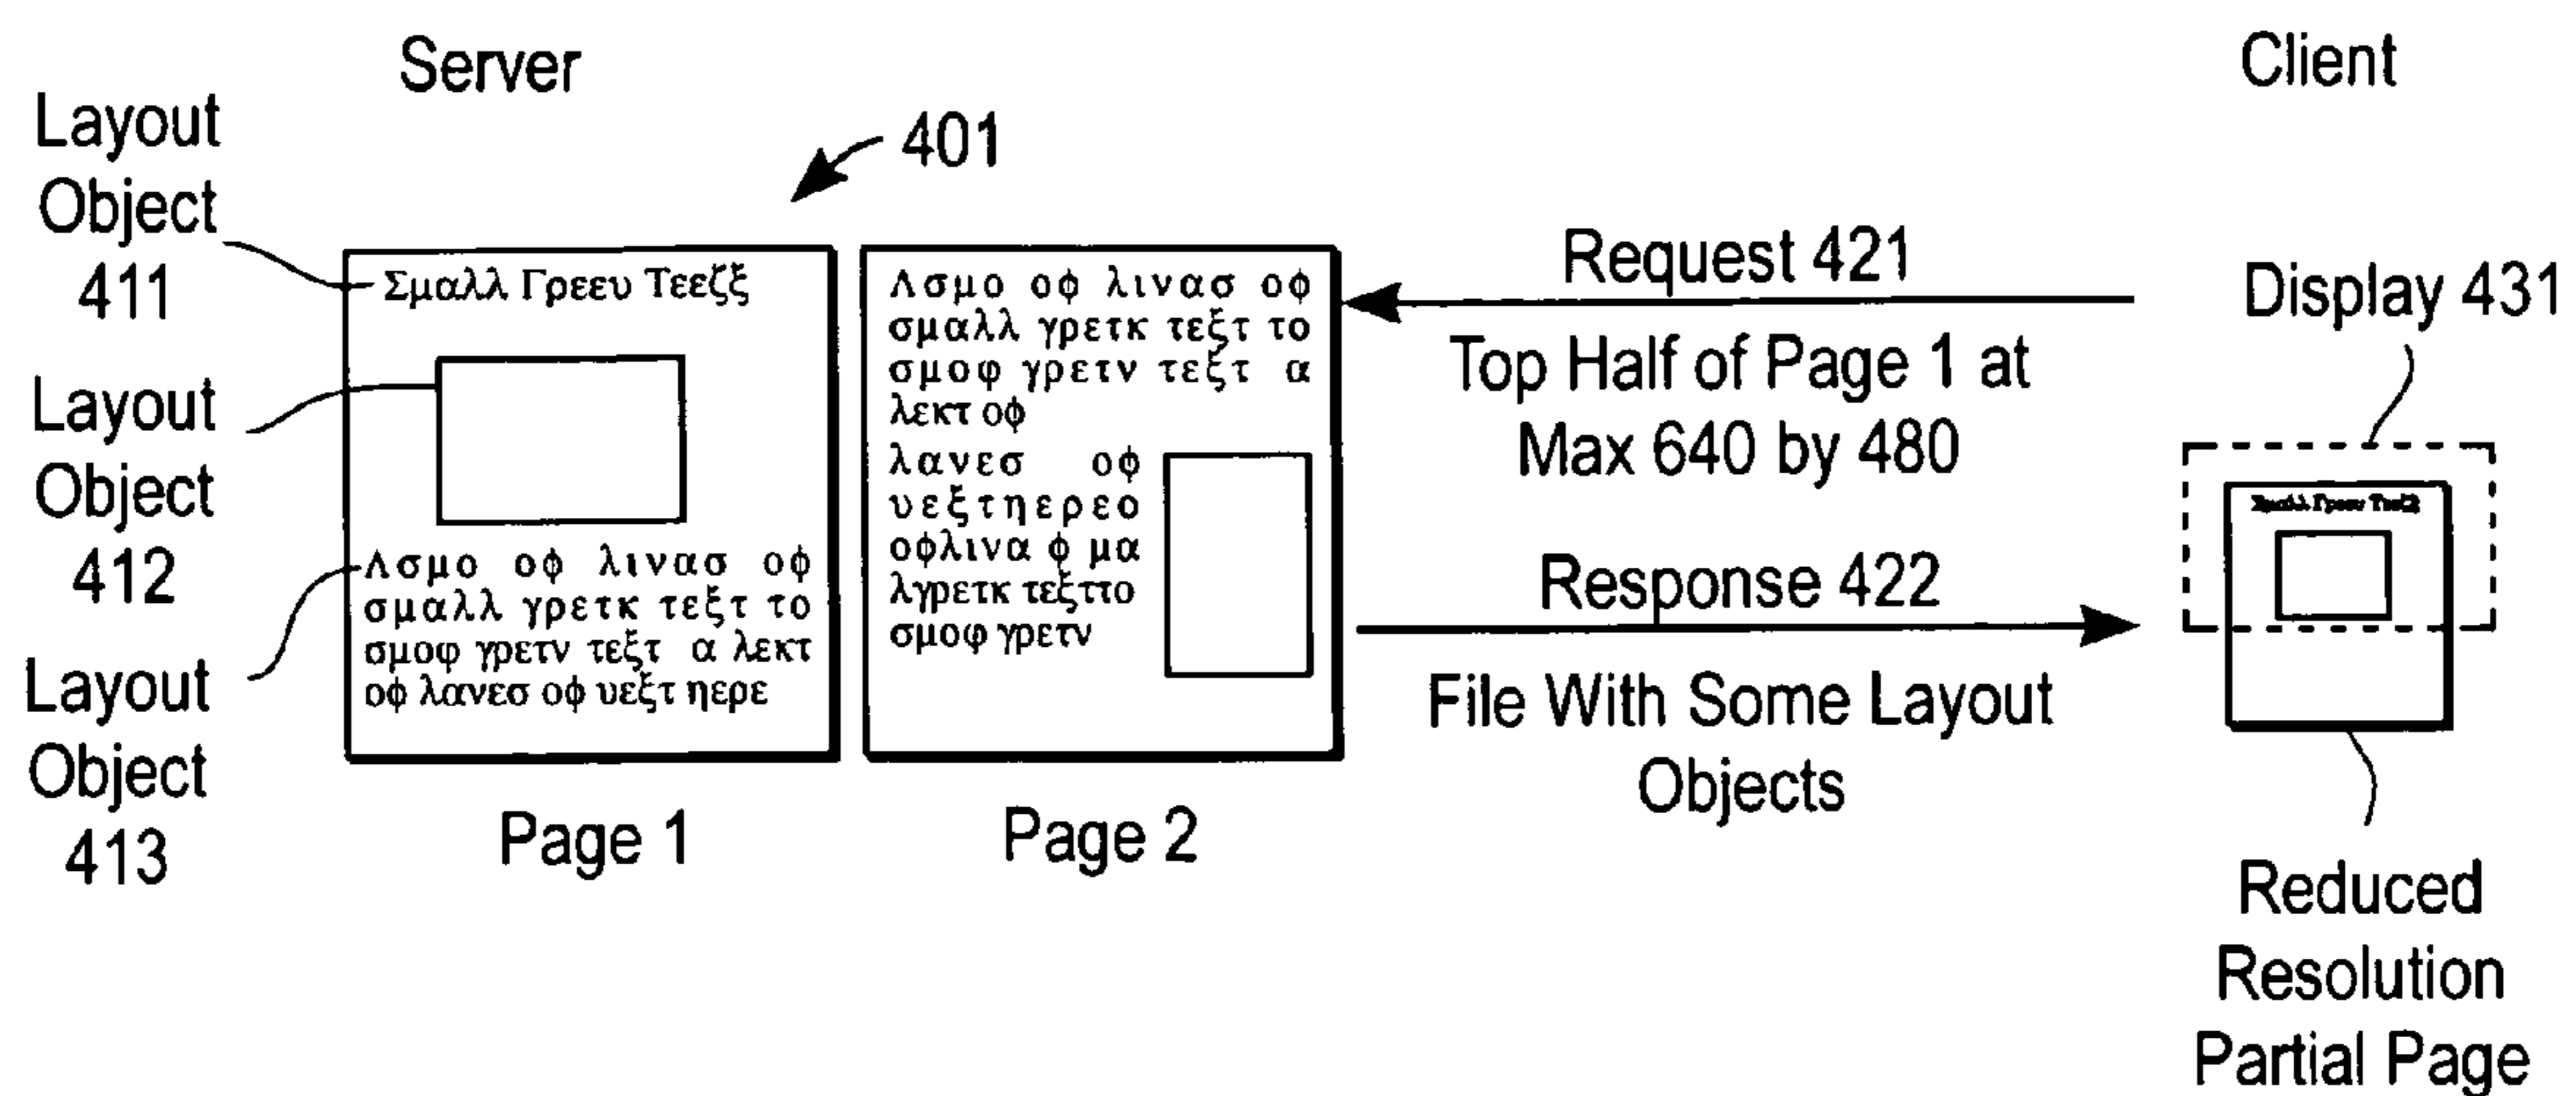 Server
Client
Layout
Object
411
401
Layout
Object
412
Layout
Object
413
Σμαλλ Γρεευ Τεεζξ
Λσμο οφ λινασ οφ
σμαλλ γρετκ τεξτ το
σμοφ γρετν τεξτ α λεκτ
οφ λανεσ οφ υεξτ ηερε
Page 1
Λσμο οφ λινασ οφ
σμαλλ γρετκ τεξτ το
σμοφ γρετν τεξτ α
λεκτ οφ
λανεσ οφ
υεξτηερεο
οφλινα φ μα
λγρετκ τεξττο
σμοφ γρετν
Page 2
Request 421
Top Half of Page 1 at
Max 640 by 480
Response 422
File With Some Layout
Objects
Display 431
Σμαλλ Γρεευ
Reduced
Resolution
Partial Page